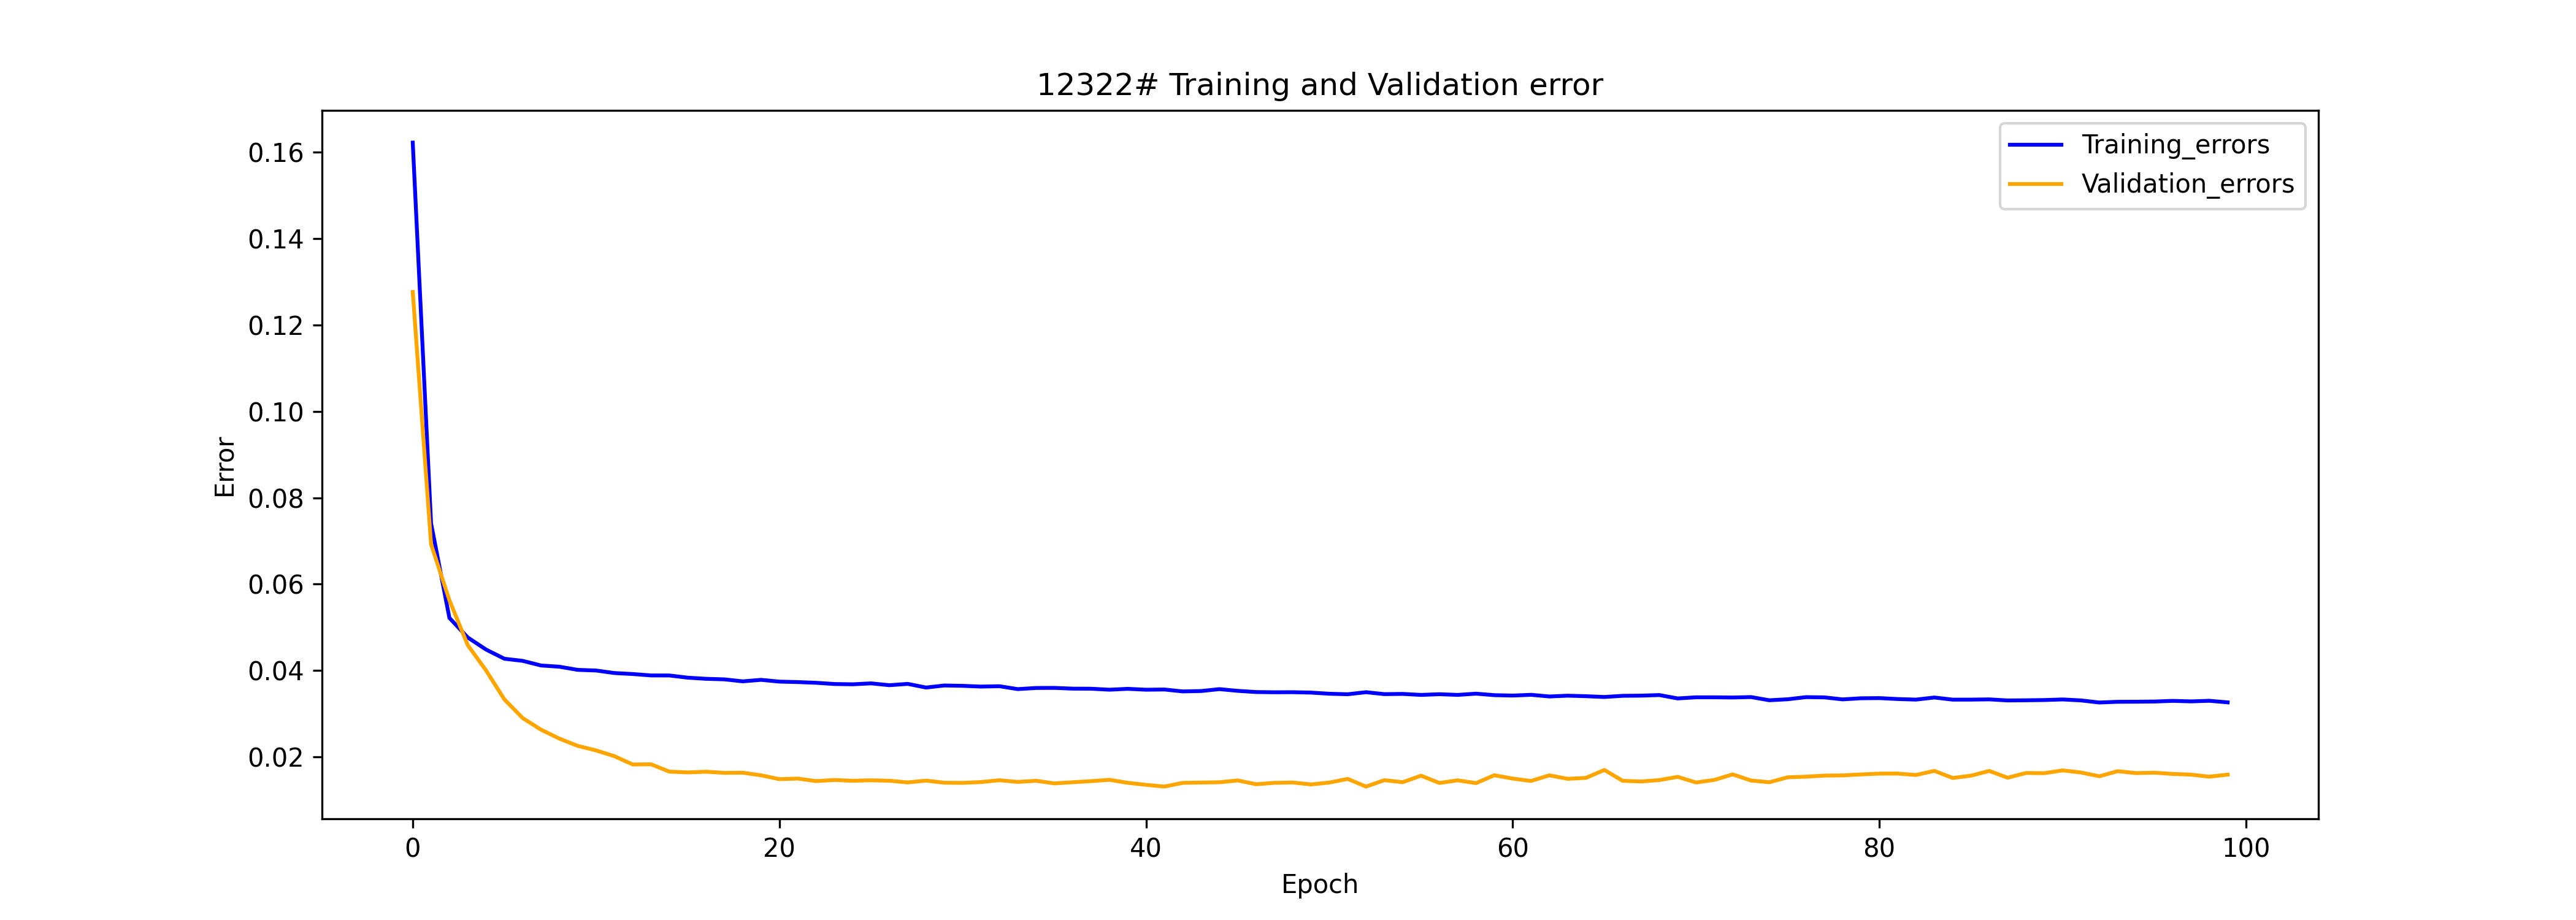 12322# Training and Validation error
Training_errors
Validation_errors
0.16
0.14
0.12
0.10
0.08
0.06
0.04
0.02
Error
0 20 40 60 80 100
Epoch